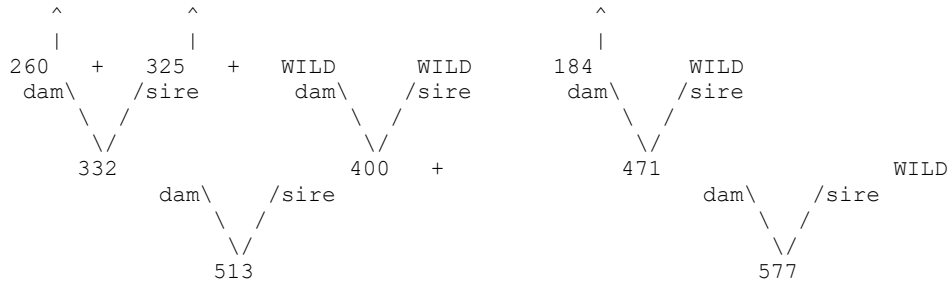 ^            ^                                       ^
      |            |                                       |
260   +   325   +   WILD      WILD        184       WILD
 dam\      /sire     dam\      /sire       dam\      /sire
     \    /              \    /                \    /
      \  /                \  /                  \  /
       \/                  \/                    \/
      332                 400   +               471                 WILD
            dam\      /sire                           dam\      /sire
                \    /                                    \    /
                 \  /                                      \  /
                  \/                                        \/
                513                                       577